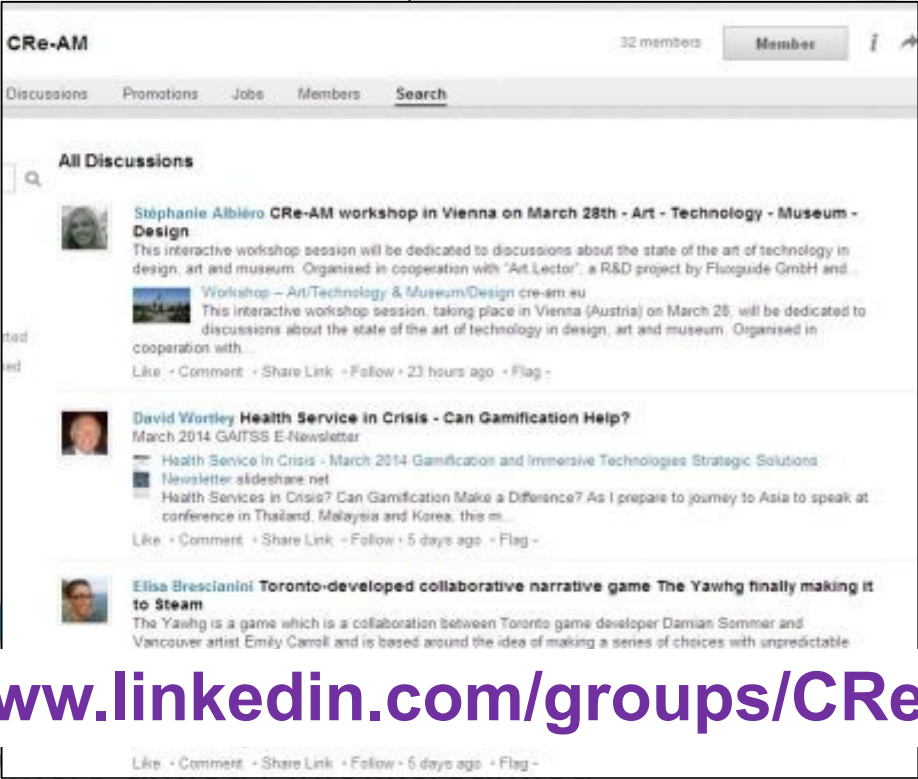 CRe-AM
32 members Member i
Discussions Promotions Jobs Members Search
All Discussions
Stéphanie Albiéro CRe-AM workshop in Vienna on March 28th - Art - Technology - Museum -
Design
This interactive workshop session will be dedicated to discussions about the state of the art of technology in
design, art and museum. Organised in cooperation with "Art Lector", a R&D project by Fluxguide GmbH and...
Workshop – Art/Technology & Museum/Design cre-am.eu
This interactive workshop session, taking place in Vienna (Austria) on March 28, will be dedicated to
discussions about the state of the art of technology in design, art and museum. Organised in
cooperation with...
Like • Comment • Share Link • Follow • 23 hours ago • Flag -
David Wortley Health Service in Crisis - Can Gamification Help?
March 2014 GAITSS E-Newsletter
Health Service In Crisis - March 2014 Gamification and Immersive Technologies Strategic Solutions
Newsletter slideshare.net
Health Services in Crisis? Can Gamification Make a Difference? As I prepare to journey to Asia to speak at
conference in Thailand, Malaysia and Korea, this m...
Like • Comment • Share Link • Follow • 5 days ago • Flag -
Elisa Brescianini Toronto-developed collaborative narrative game The Yawhg finally making it
to Steam
The Yawhg is a game which is a collaboration between Toronto game developer Damian Sommer and
Vancouver artist Emily Carroll and is based around the idea of making a series of choices with unpredictable
ww.linkedin.com/groups/CRe
Like • Comment • Share Link • Follow • 5 days ago • Flag -